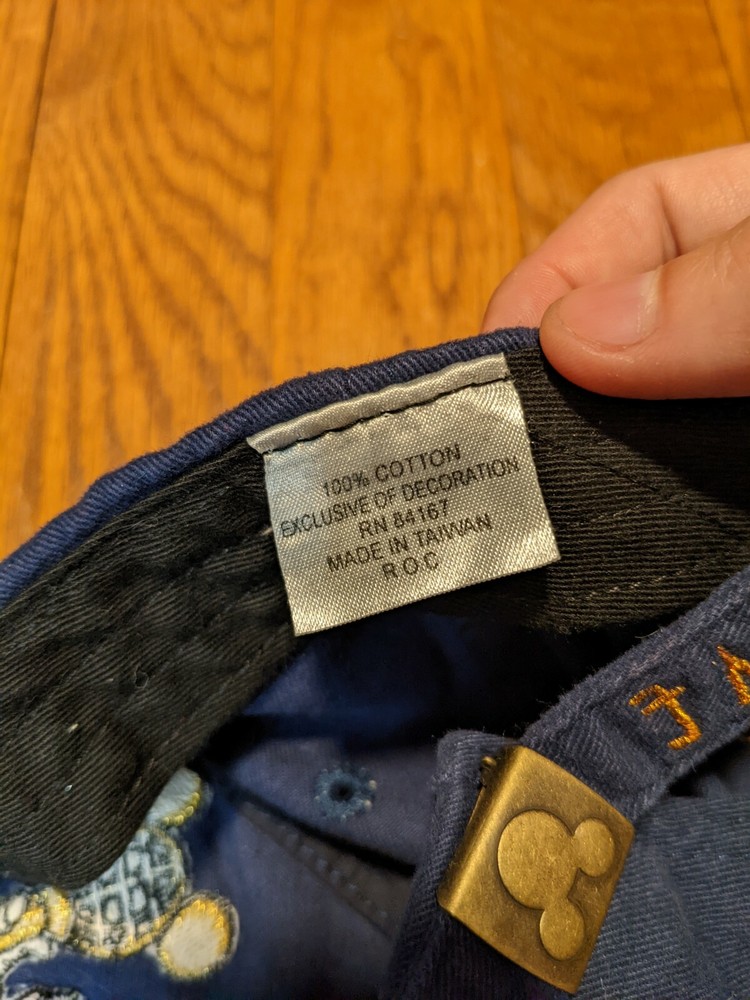 100% COTTON
EXCLUSIVE OF DECORATION
RN 84167
MADE IN TAIWAN
R.O.C